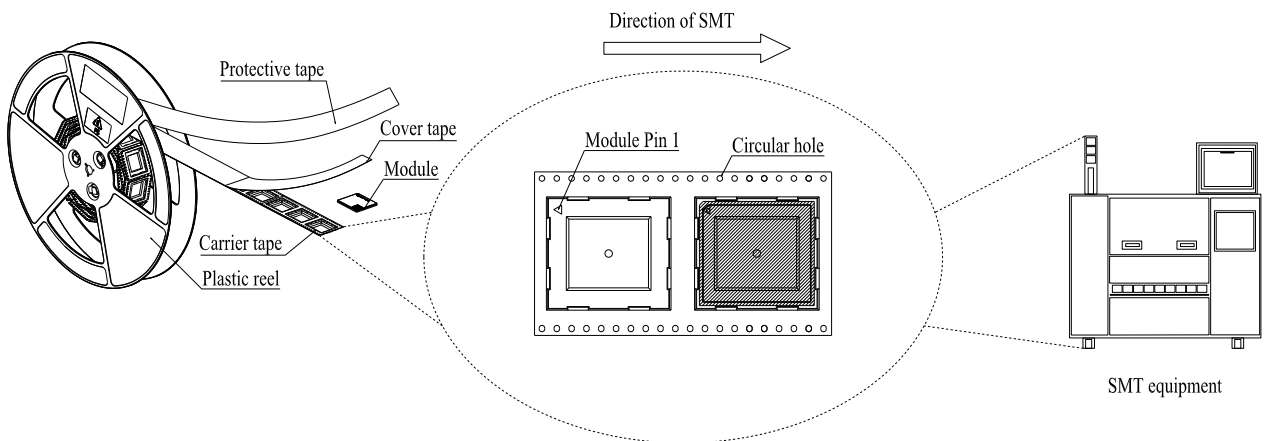 Direction of SMT
Protective tape
Cover tape
Module
Module Pin 1
Circular hole
Carrier tape
Plastic reel
SMT equipment